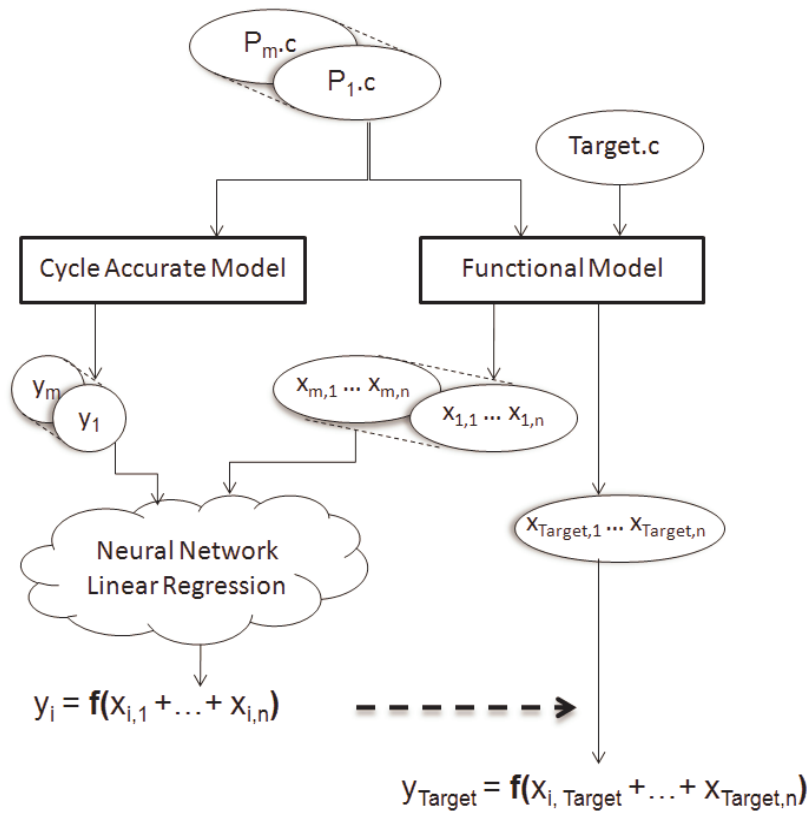 Pm.c
P1.c
Target.c
Cycle Accurate Model
Functional Model
ym
y1
xm,1 ... xm,n
x1,1 ... x1,n
xTarget,1 ... xTarget,n
Neural Network
Linear Regression
yi = f(xi,1 +...+ xi,n)
yTarget = f(xi, Target +...+ xTarget,n)